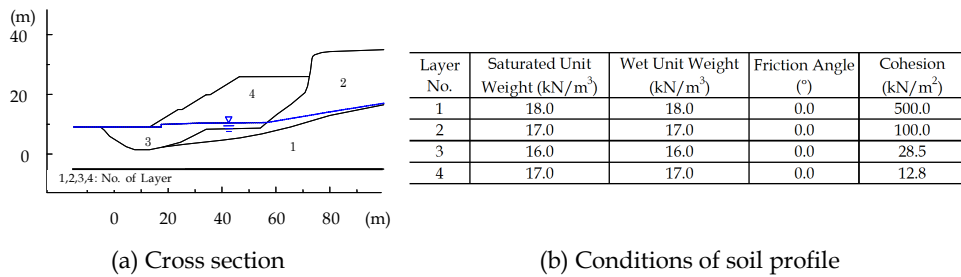 (m)
40
20
0
2
4
3
1
1,2,3,4: No. of Layer
0 20 40 60 80 (m)
(a) Cross section
Layer No. Saturated Unit Weight (kN/m³) Wet Unit Weight (kN/m³) Friction Angle (°) Cohesion (kN/m²)
1 18.0 18.0 0.0 500.0
2 17.0 17.0 0.0 100.0
3 16.0 16.0 0.0 28.5
4 17.0 17.0 0.0 12.8
(b) Conditions of soil profile